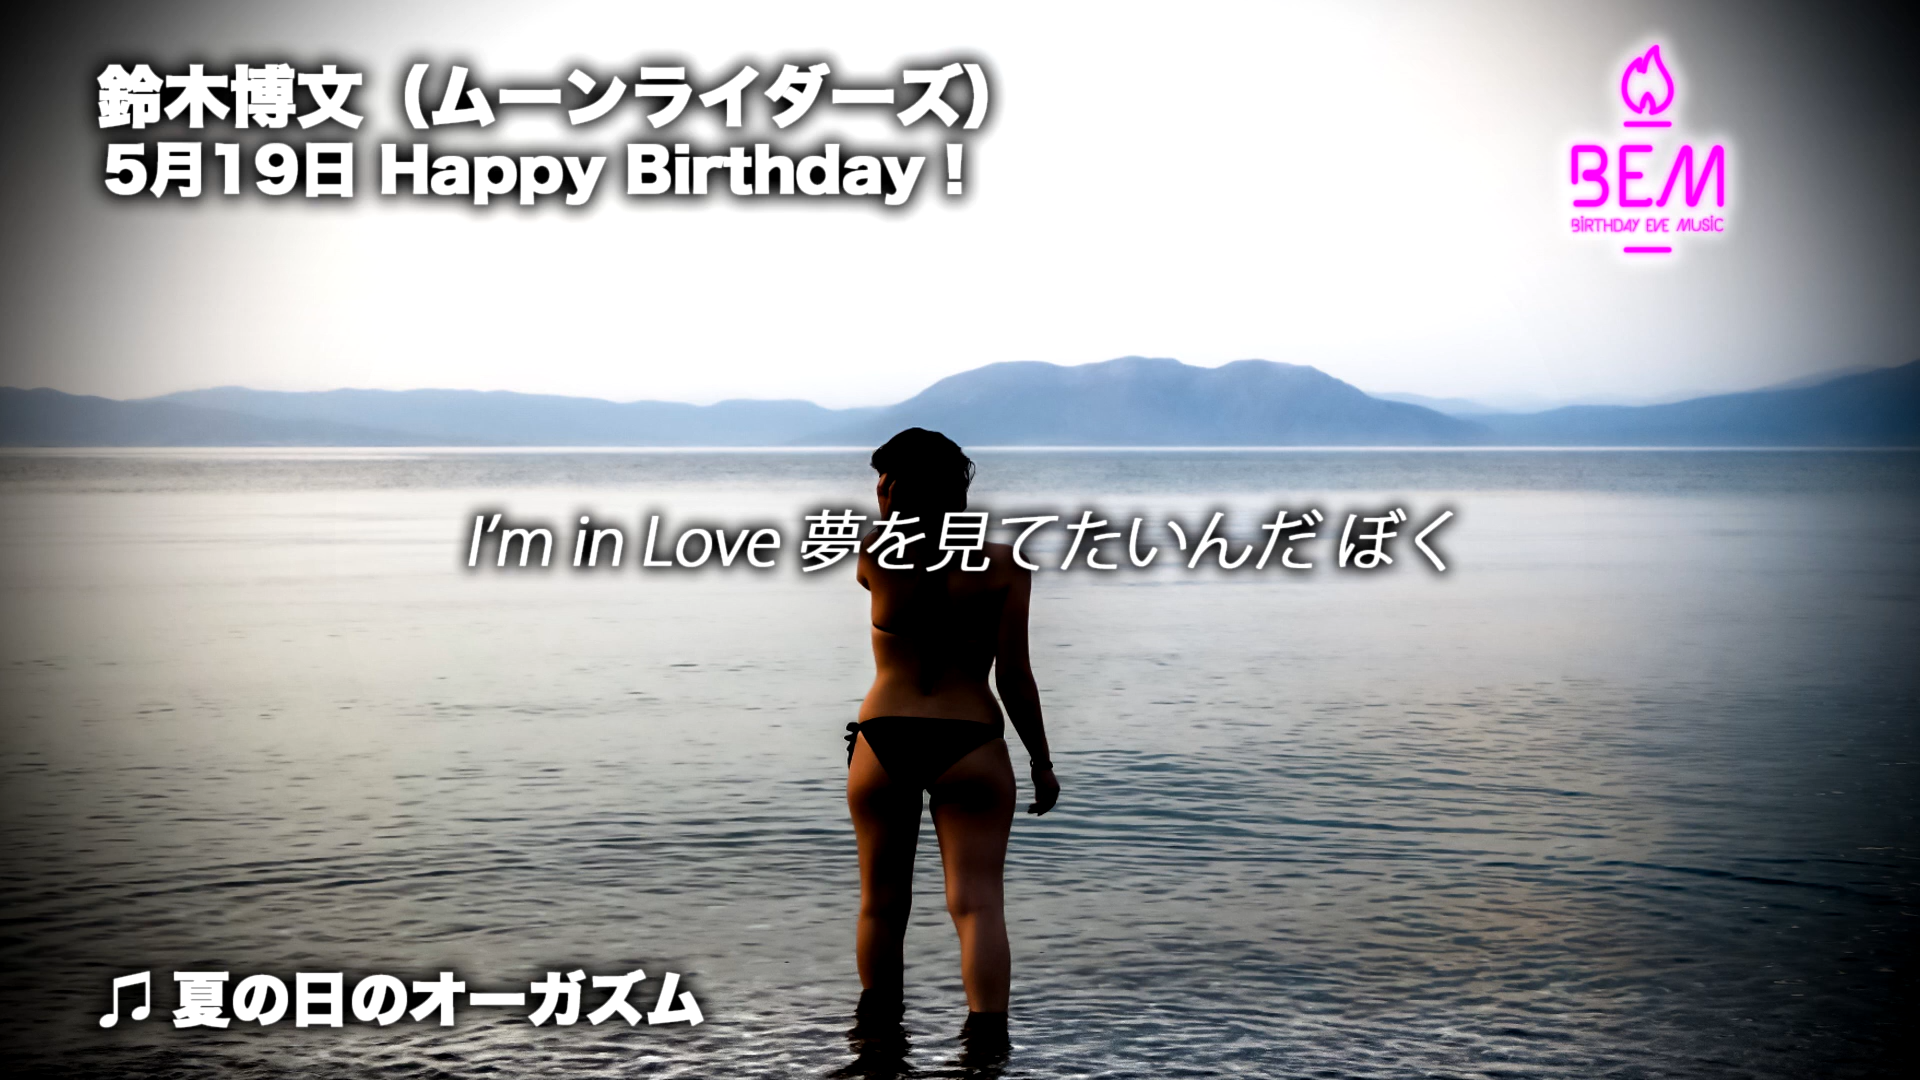 鈴木博文（ムーンライダーズ）
5月19日 Happy Birthday！
BEM
BIRTHDAY EVE MUSIC
I'm in Love 夢を見てたいんだ ぼく
♫ 夏の日のオーガズム